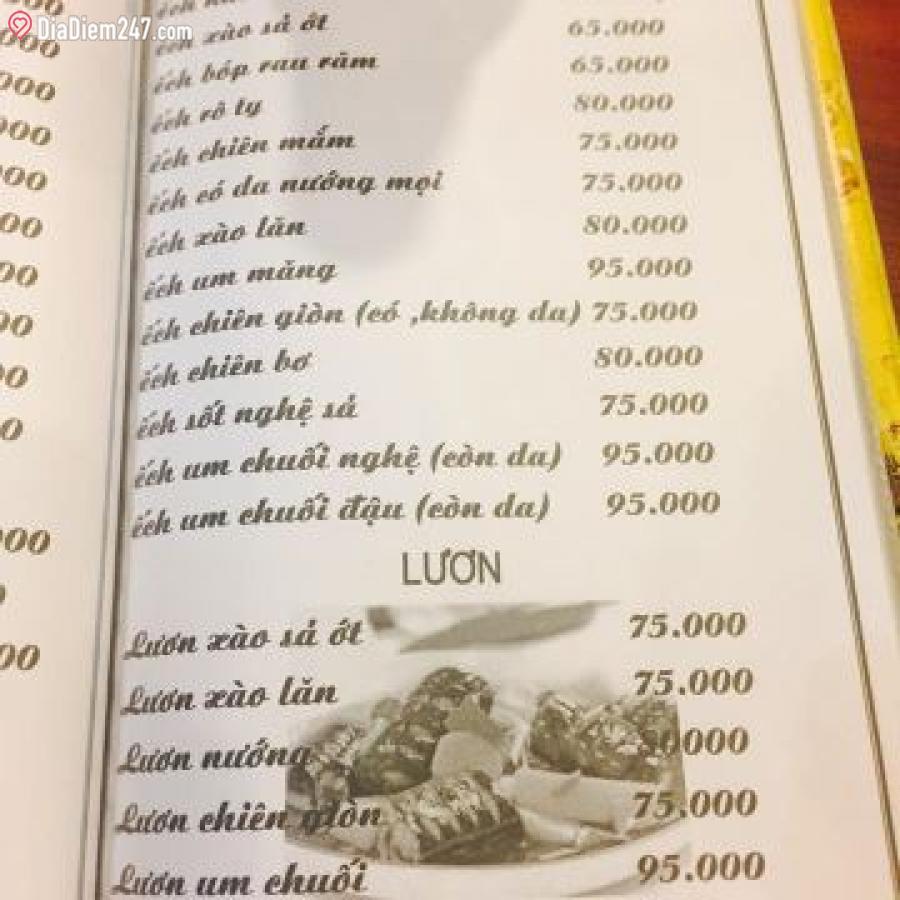 DiaDiem247.com
ếch xào sả ớt 65.000
ếch bóp rau răm 65.000
ếch rô ty 80.000
ếch chiên mắm 75.000
ếch có da nướng mọi 75.000
ếch xào lăn 80.000
ếch um măng 95.000
ếch chiên giòn (có ,không da) 75.000
ếch chiên bơ 80.000
ếch sốt nghệ sả 75.000
ếch um chuối nghệ (còn da) 95.000
ếch um chuối đậu (còn da) 95.000
LƯƠN
Lươn xào sả ớt 75.000
Lươn xào lăn 75.000
Lươn nướng
Lươn chiên giòn 75.000
Lươn um chuối 95.000